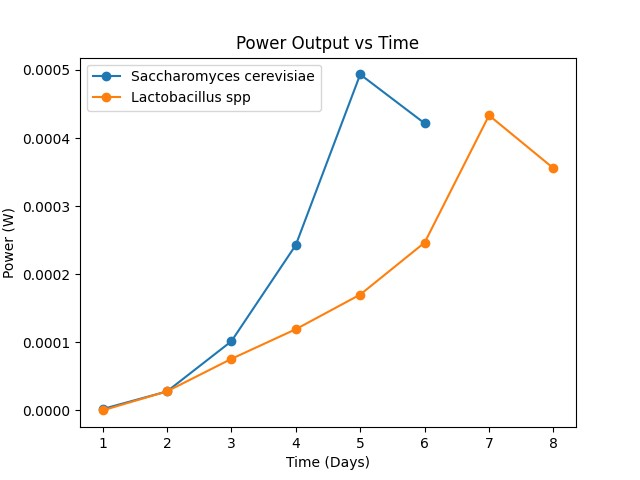 Power Output vs Time
Saccharomyces cerevisiae
Lactobacillus spp
Power (W)
0.0005
0.0004
0.0003
0.0002
0.0001
0.0000
1 2 3 4 5 6 7 8
Time (Days)